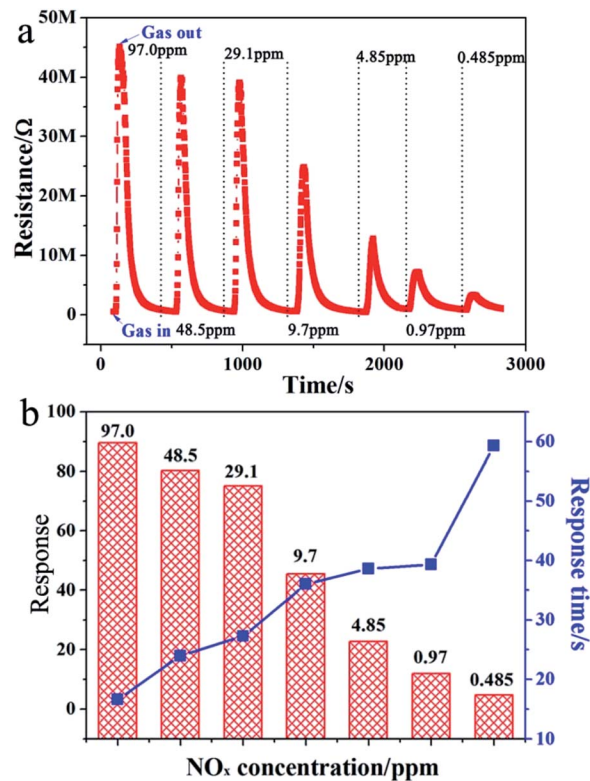 a
50M
40M
30M
20M
10M
0
Resistance/Ω
Gas out
97.0ppm
29.1ppm
4.85ppm
0.485ppm
Gas in
48.5ppm
9.7ppm
0.97ppm
0
1000
2000
3000
Time/s
b
100
80
60
40
20
0
Response
97.0
48.5
29.1
9.7
4.85
0.97
0.485
60
50
40
30
20
10
Response time/s
NOₓ concentration/ppm